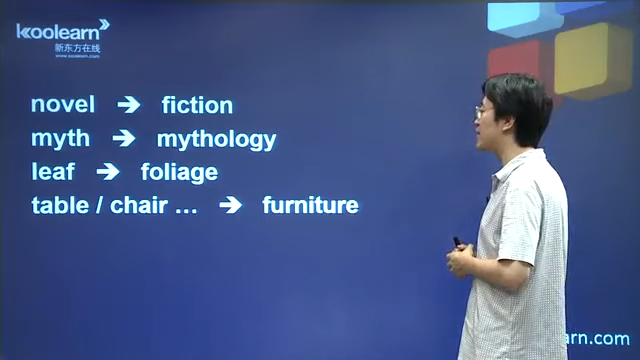 koolearn
新东方在线
www.koolearn.com
novel ➔ fiction
myth ➔ mythology
leaf ➔ foliage
table / chair ... ➔ furniture
arn.com